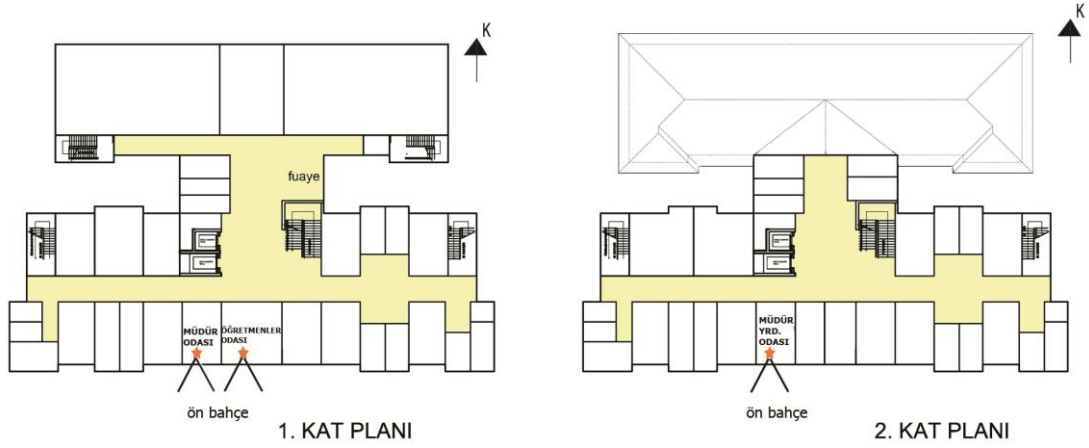 K
fuaye
MÜDÜR
ODASI
ÖĞRETMENLER
ODASI
ön bahçe
1. KAT PLANI
K
MÜDÜR
YRD.
ODASI
ön bahçe
2. KAT PLANI